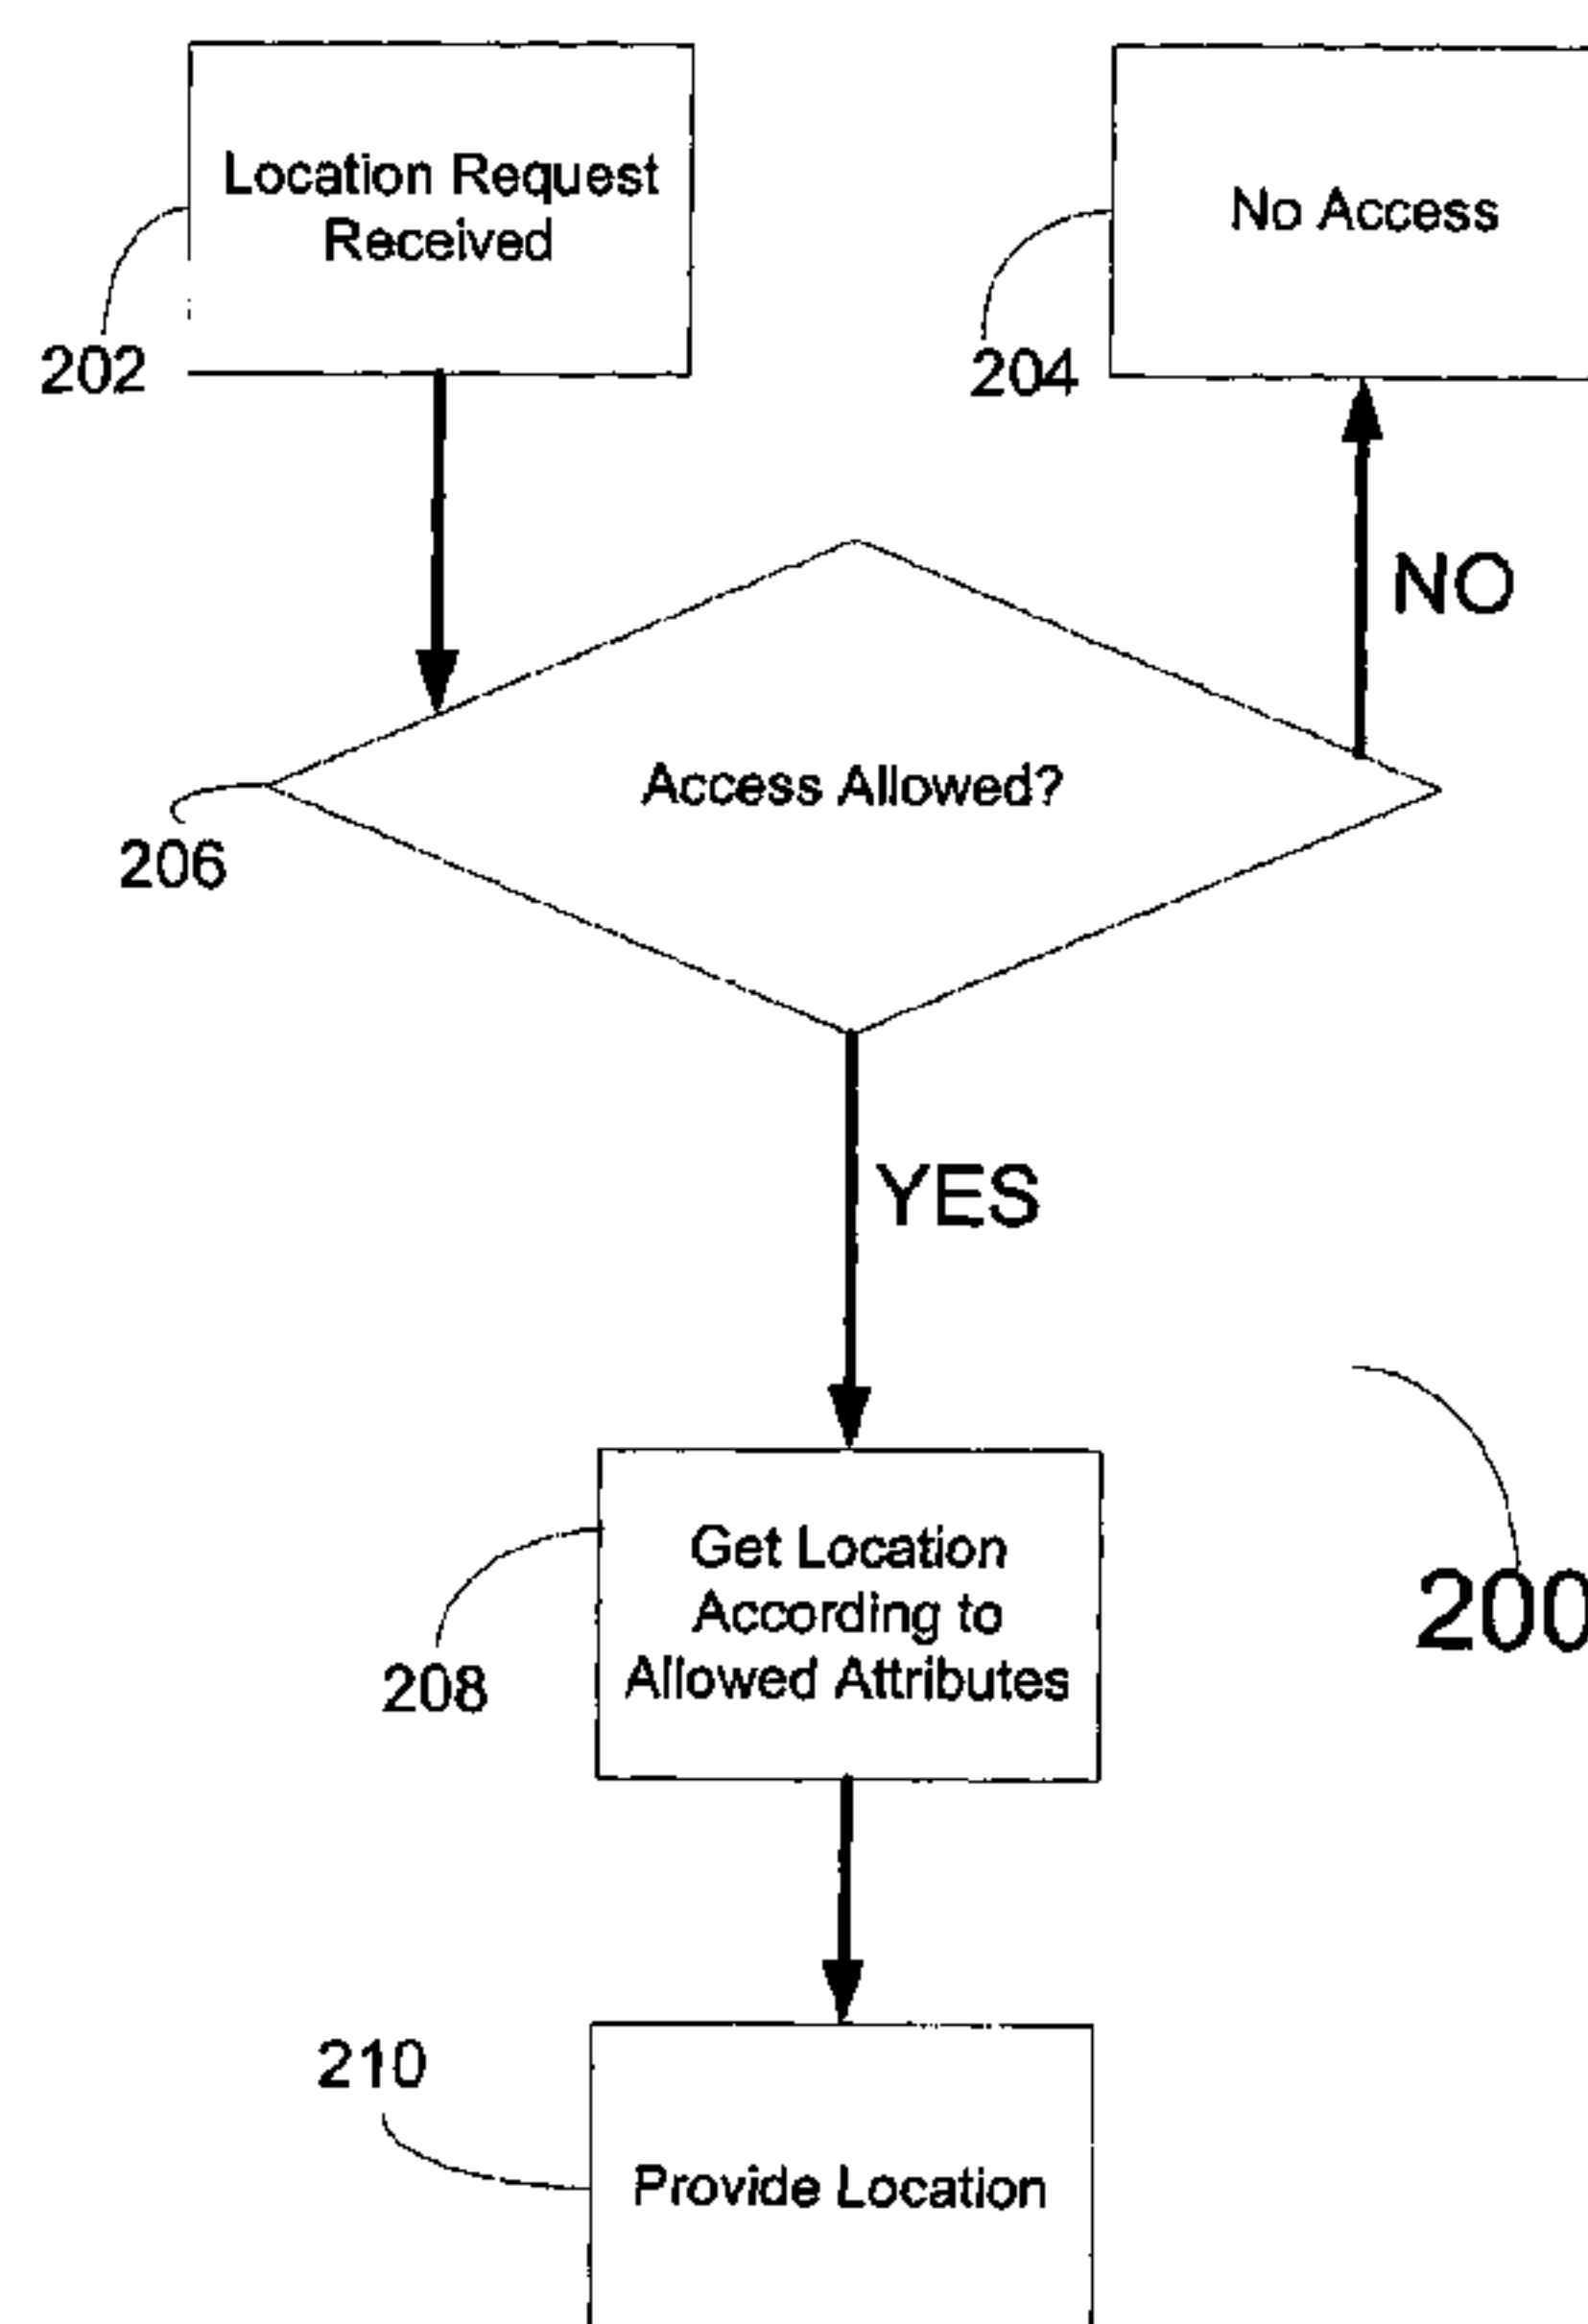 Location Request
Received
No Access
202
204
NO
Access Allowed?
206
YES
Get Location
According to
Allowed Attributes
200
208
210
Provide Location